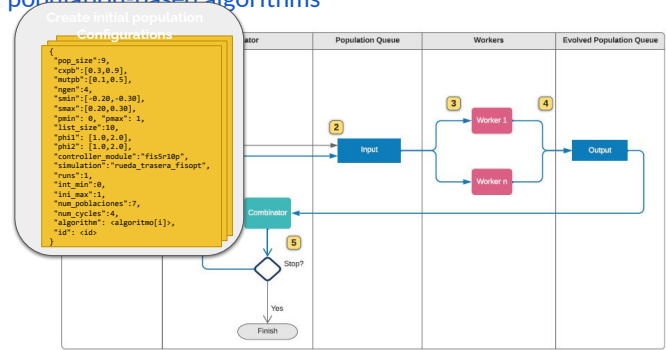 population-based algorithms
Create initial population
Configurations
{
"pop_size":9,
"cxpb":[0.3,0.9],
"mutpb":[0.1,0.5],
"ngen":4,
"smin":[-0.20,-0.30],
"smax":[0.20,0.30],
"pmin": 0, "pmax": 1,
"list_size":10,
"phi1": [1.0,2.0],
"phi2": [1.0,2.0],
"controller_module":"fis5r10p",
"simulation":"rueda_trasera_fisopt",
"runs":1,
"int_min":0,
"ini_max":1,
"num_poblaciones":7,
"num_cycles":4,
"algorithm": <algoritmo[i]>,
"id": <id>
}
Population Queue
Workers
Evolved Population Queue
2
Input
3
4
Worker 1
Worker n
Output
Combinator
5
Stop?
Yes
Finish